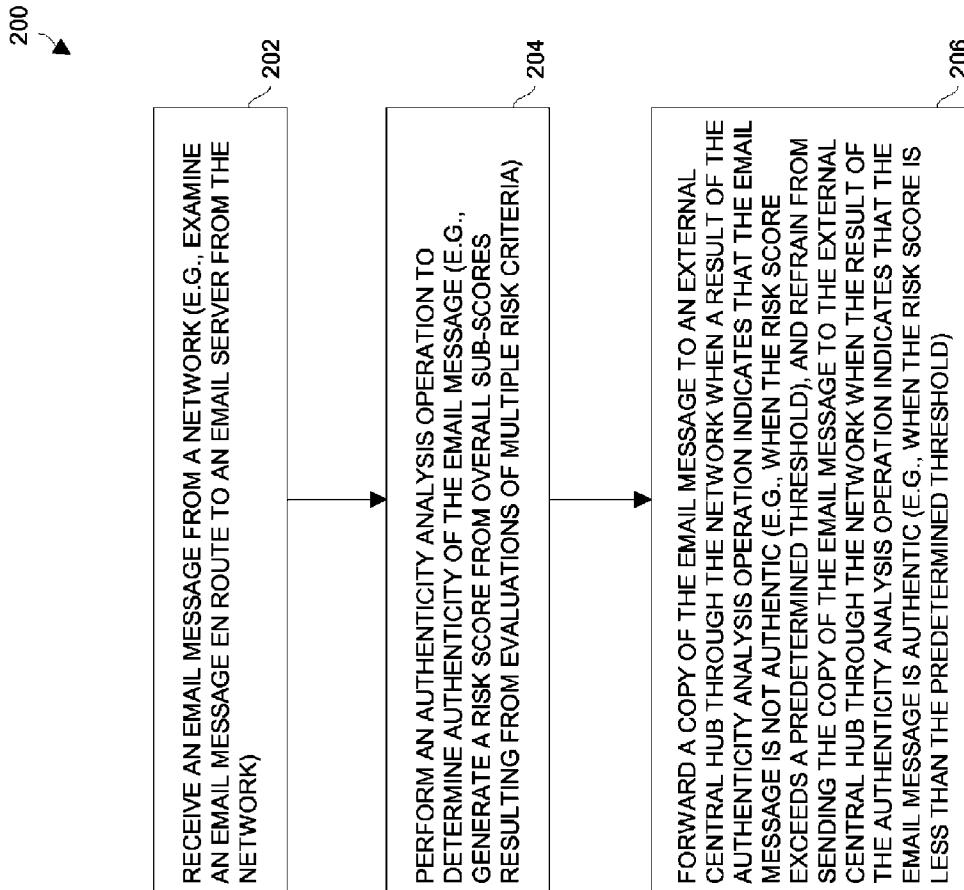 200
202
RECEIVE AN EMAIL MESSAGE FROM A NETWORK (E.G., EXAMINE
AN EMAIL MESSAGE EN ROUTE TO AN EMAIL SERVER FROM THE
NETWORK)
204
PERFORM AN AUTHENTICITY ANALYSIS OPERATION TO
DETERMINE AUTHENTICITY OF THE EMAIL MESSAGE (E.G.,
GENERATE A RISK SCORE FROM OVERALL SUB-SCORES
RESULTING FROM EVALUATIONS OF MULTIPLE RISK CRITERIA)
206
FORWARD A COPY OF THE EMAIL MESSAGE TO AN EXTERNAL
CENTRAL HUB THROUGH THE NETWORK WHEN A RESULT OF THE
AUTHENTICITY ANALYSIS OPERATION INDICATES THAT THE EMAIL
MESSAGE IS NOT AUTHENTIC (E.G., WHEN THE RISK SCORE
EXCEEDS A PREDETERMINED THRESHOLD), AND REFRAIN FROM
SENDING THE COPY OF THE EMAIL MESSAGE TO THE EXTERNAL
CENTRAL HUB THROUGH THE NETWORK WHEN THE RESULT OF
THE AUTHENTICITY ANALYSIS OPERATION INDICATES THAT THE
EMAIL MESSAGE IS AUTHENTIC (E.G., WHEN THE RISK SCORE IS
LESS THAN THE PREDETERMINED THRESHOLD)